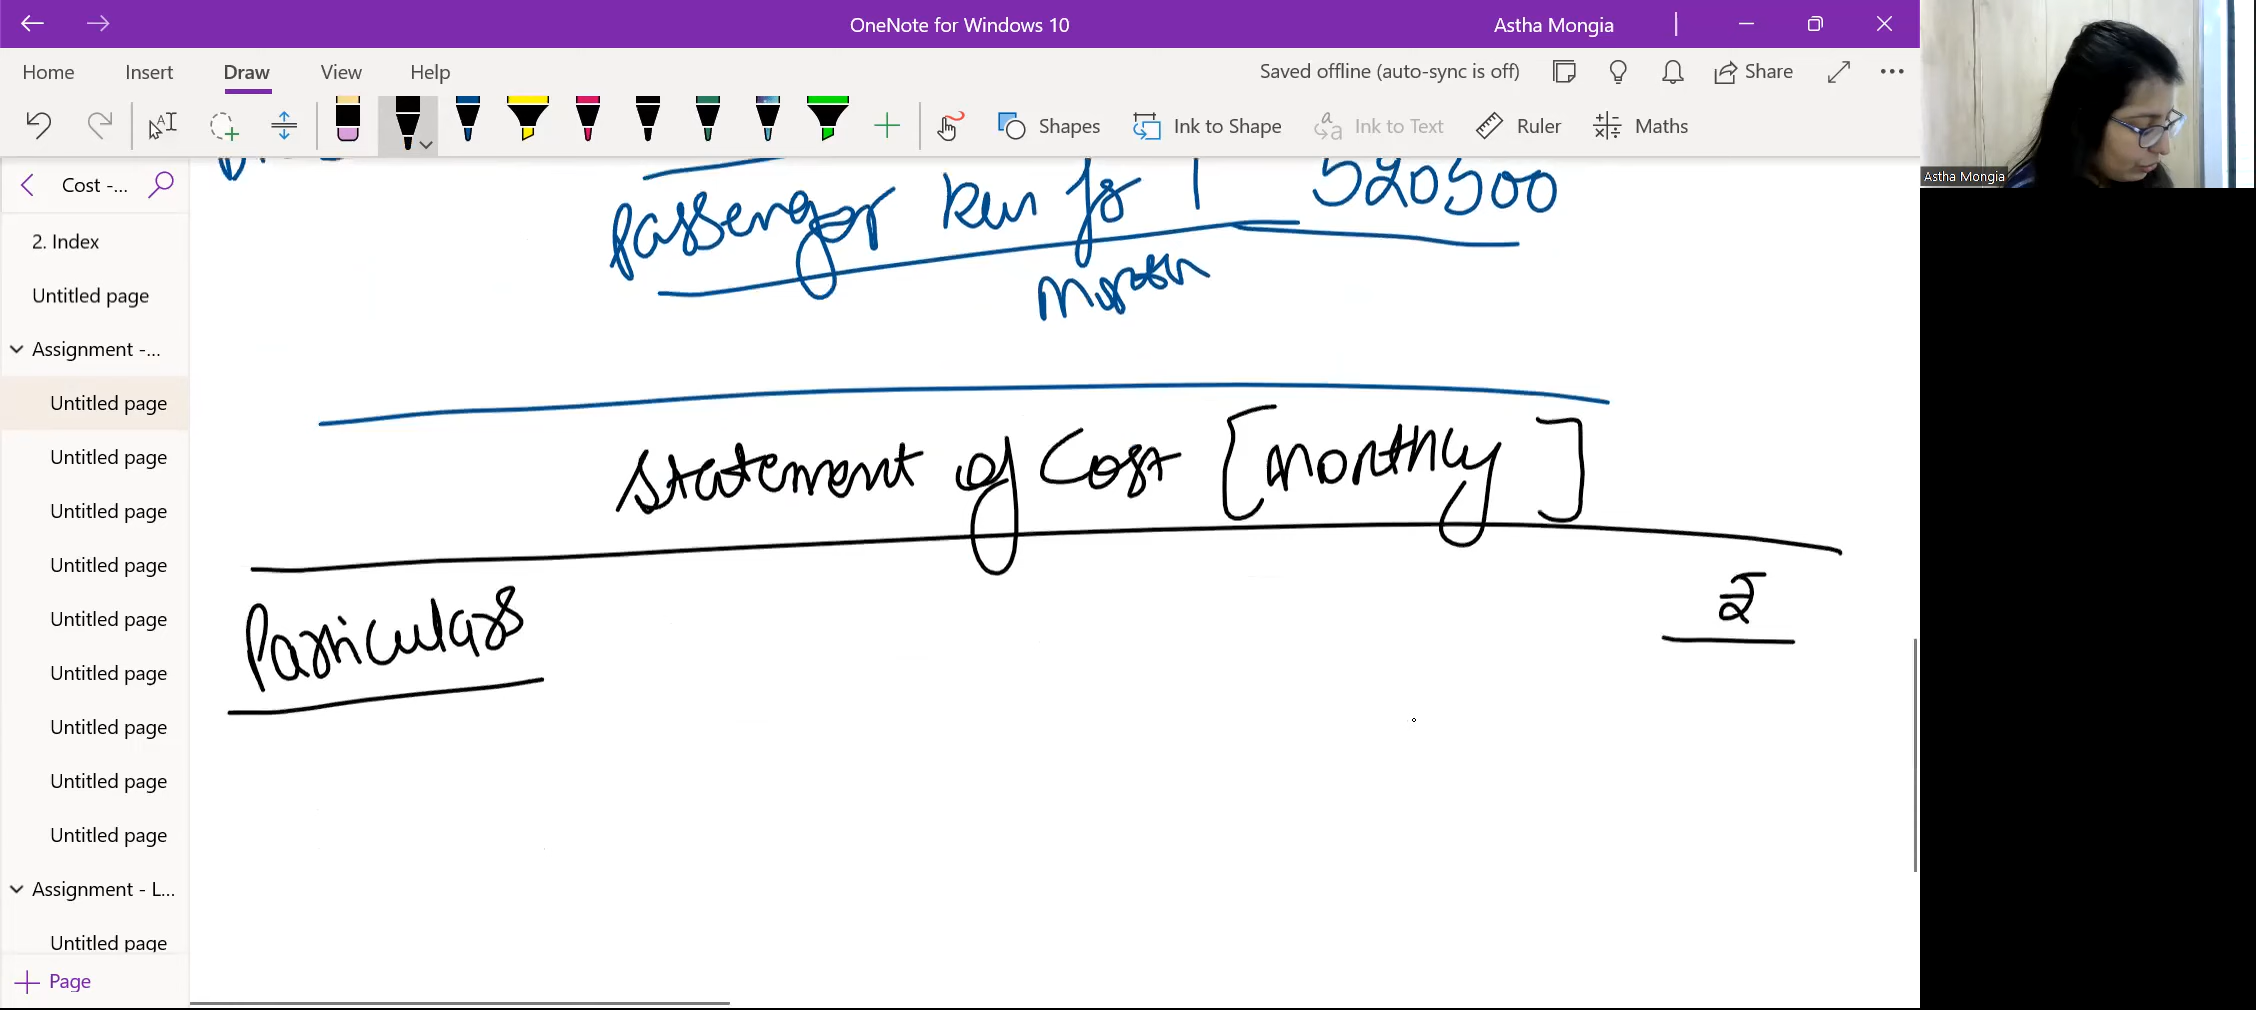 OneNote for Windows 10
Astha Mongia
Home Insert Draw View Help
Saved offline (auto-sync is off)
Share
Shapes
Ink to Shape
Ink to Text
Ruler
Maths
Cost -...
2. Index
Untitled page
Assignment -...
Untitled page
Untitled page
Untitled page
Untitled page
Untitled page
Untitled page
Untitled page
Untitled page
Untitled page
Assignment - L...
Untitled page
Page
Passenger km for 1 520500
Month
Statement of Cost [Monthly]
Particulars ₹
Astha Mongia